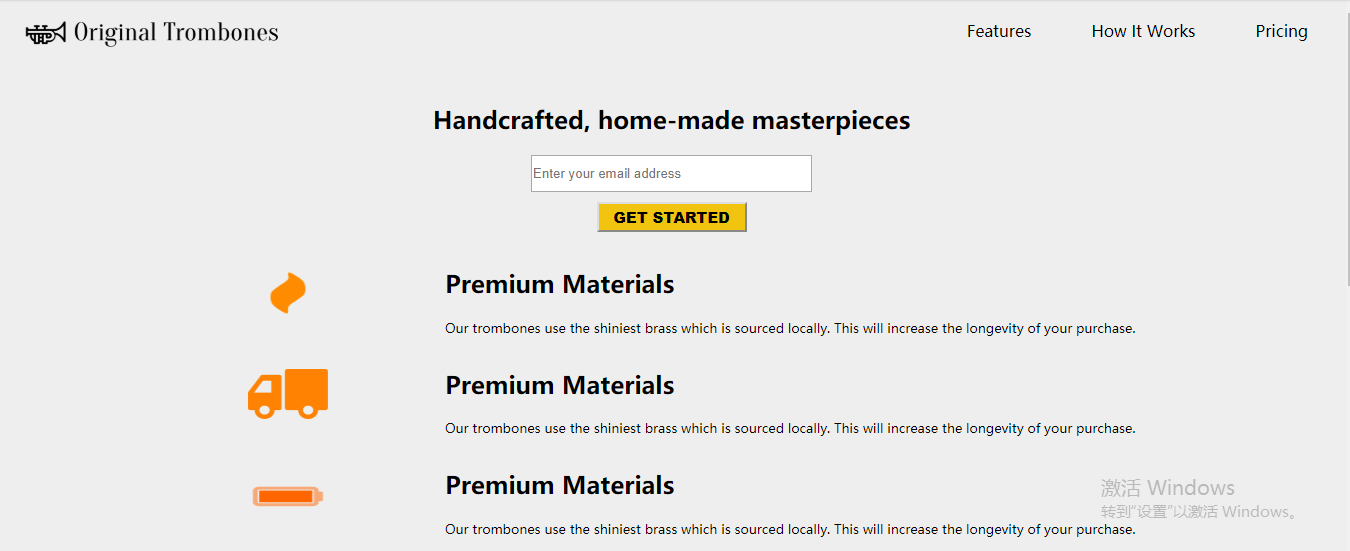 Original Trombones
Features
How It Works
Pricing
Handcrafted, home-made masterpieces
Enter your email address
GET STARTED
Premium Materials
Our trombones use the shiniest brass which is sourced locally. This will increase the longevity of your purchase.
Premium Materials
Our trombones use the shiniest brass which is sourced locally. This will increase the longevity of your purchase.
Premium Materials
Our trombones use the shiniest brass which is sourced locally. This will increase the longevity of your purchase.
激活 Windows
转到“设置”以激活 Windows。